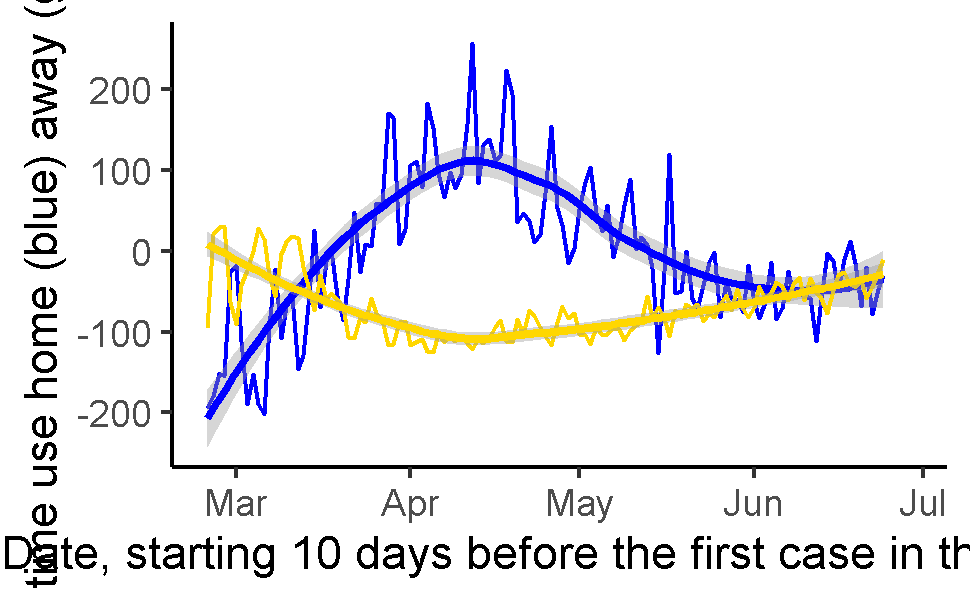 time use home (blue) away (
200
100
0
-100
-200
Mar Apr May Jun Jul
Date, starting 10 days before the first case in th